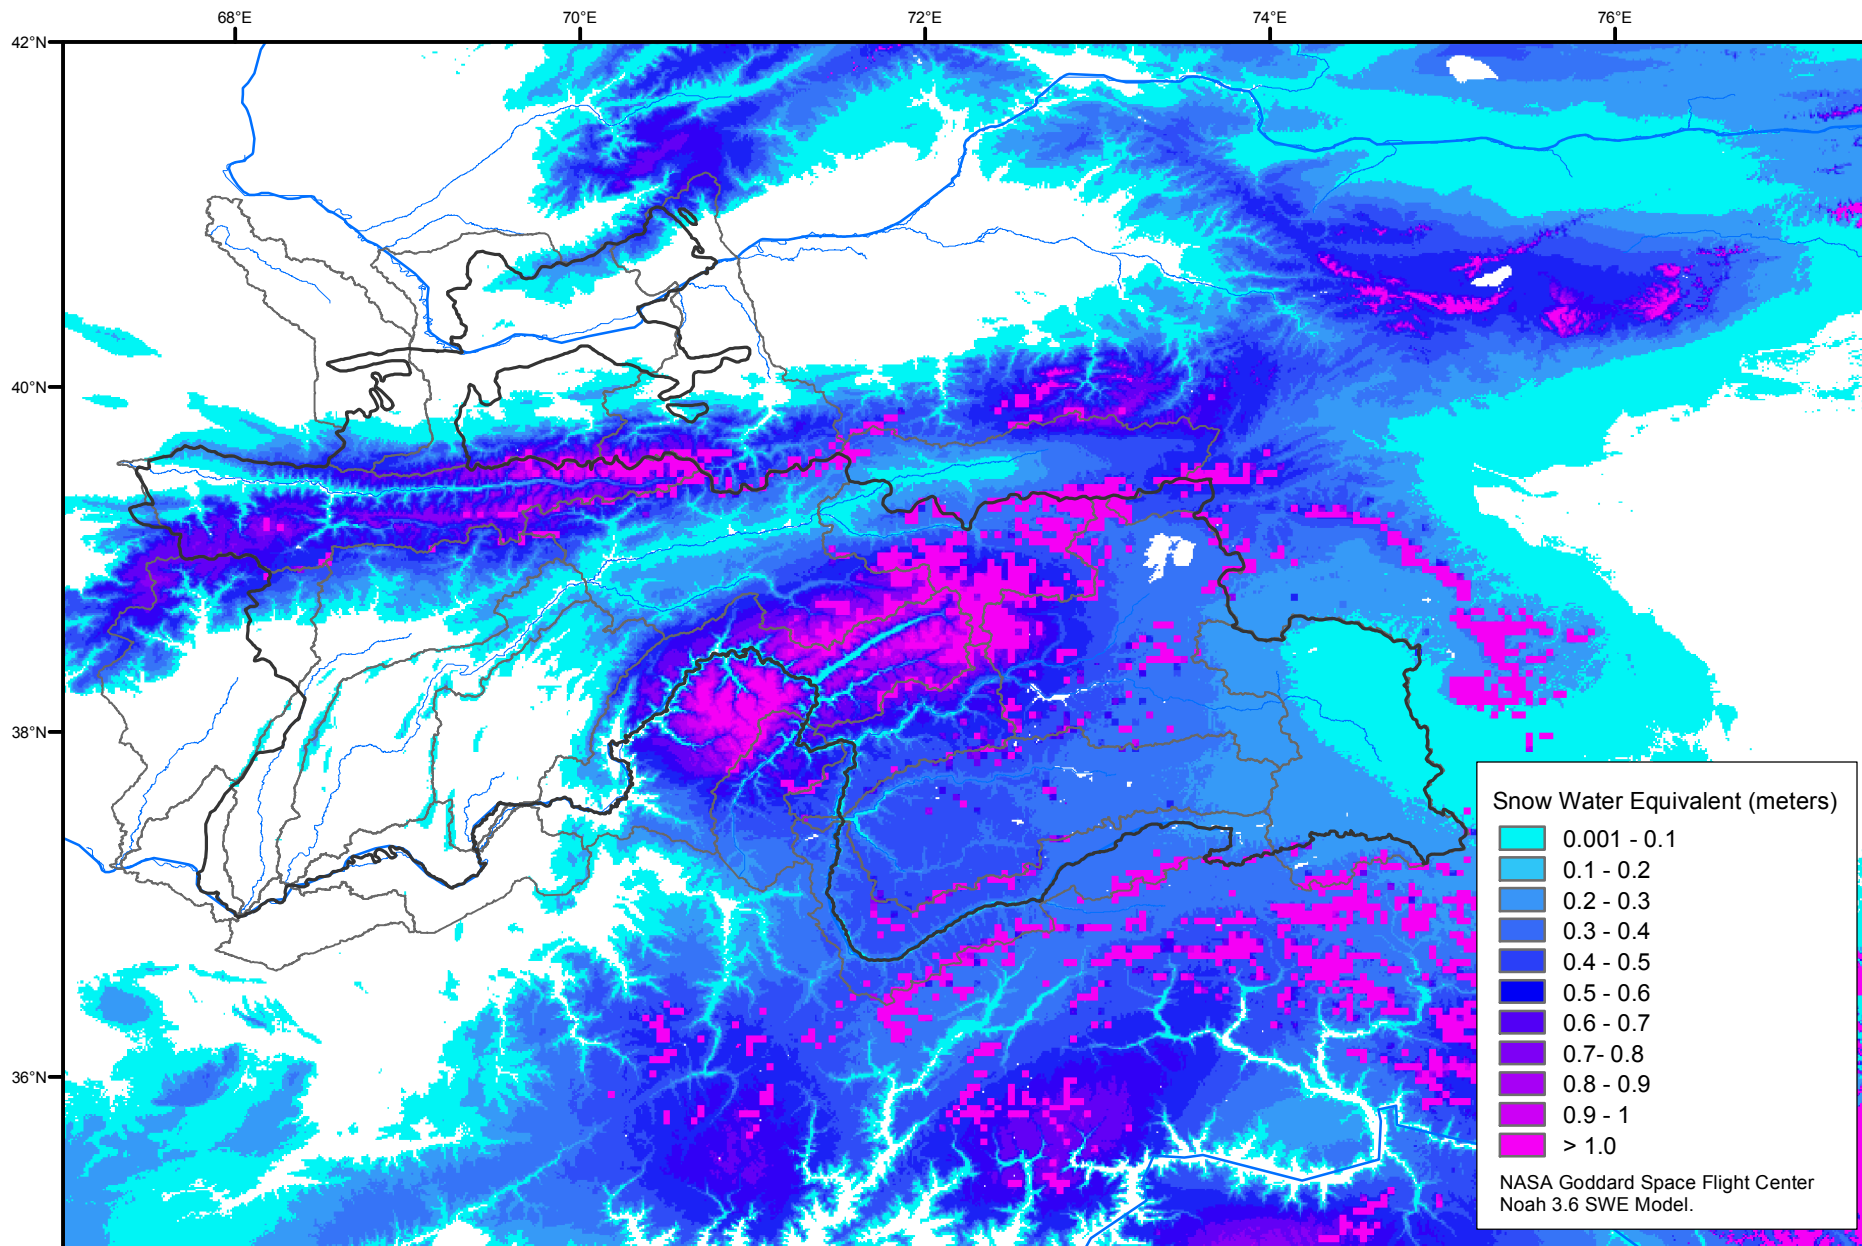 68°E 70°E 72°E 74°E 76°E
42°N
40°N
38°N
36°N
Snow Water Equivalent (meters)
0.001 - 0.1
0.1 - 0.2
0.2 - 0.3
0.3 - 0.4
0.4 - 0.5
0.5 - 0.6
0.6 - 0.7
0.7- 0.8
0.8 - 0.9
0.9 - 1
> 1.0
NASA Goddard Space Flight Center
Noah 3.6 SWE Model.